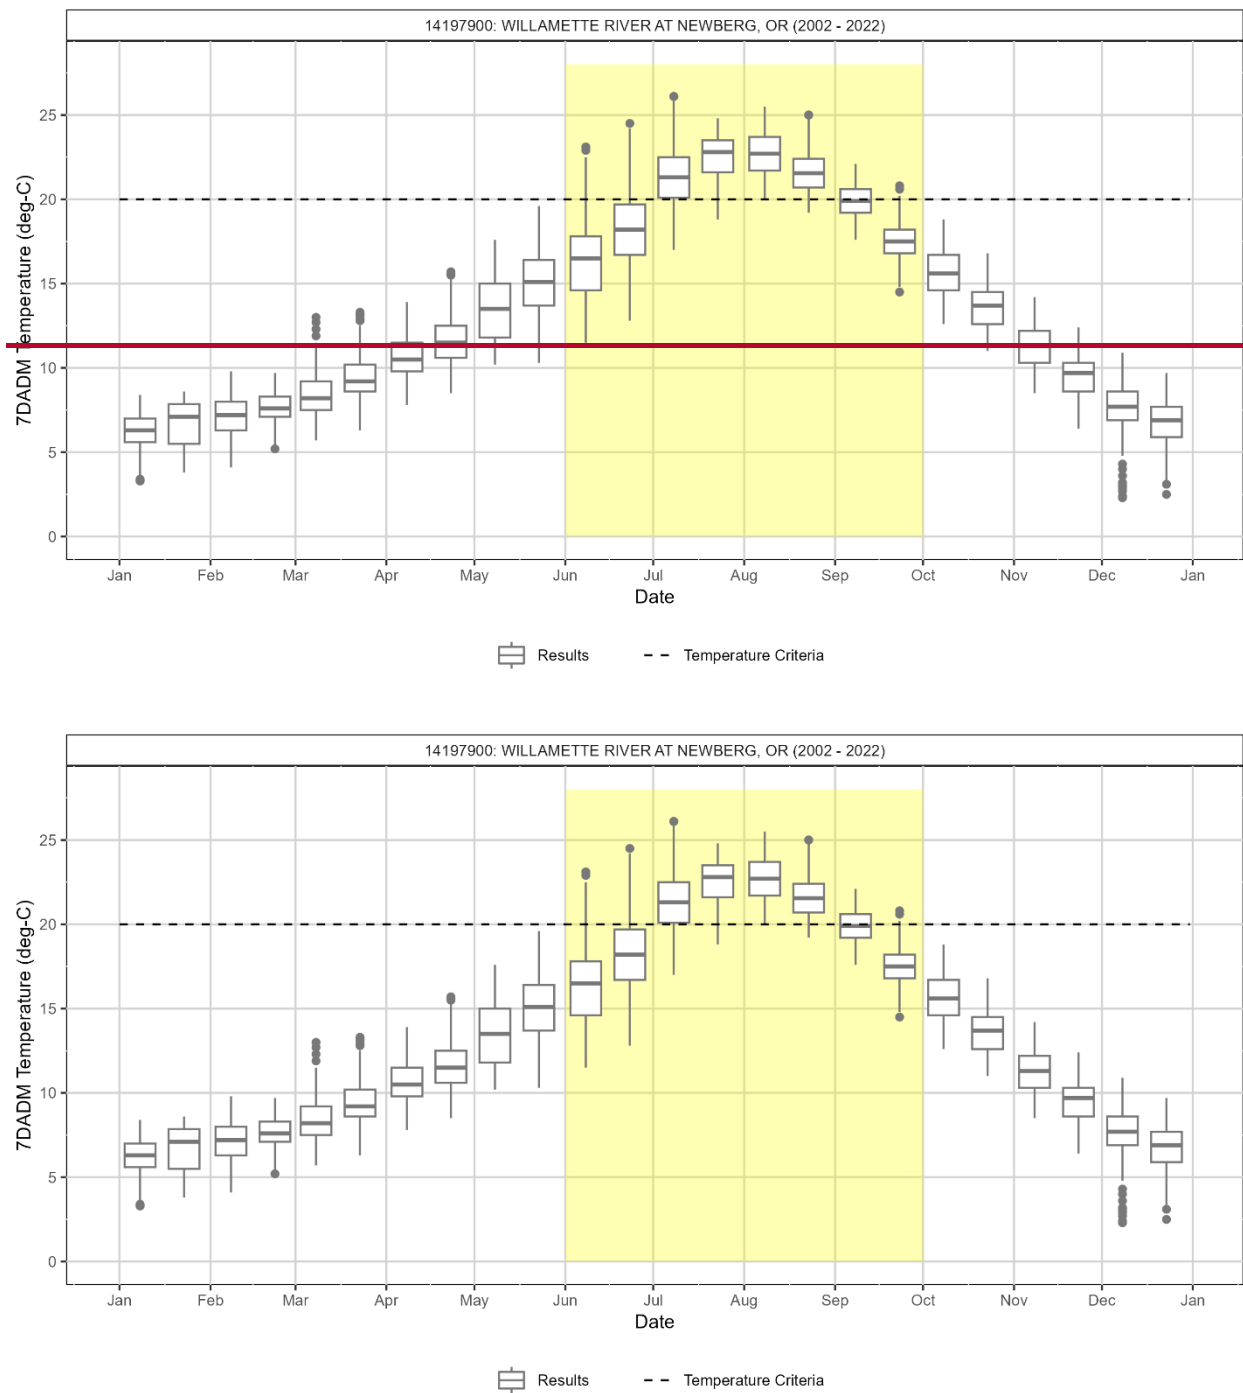 14197900: WILLAMETTE RIVER AT NEWBERG, OR (2002 - 2022)
7DADM Temperature (deg-C)
25
20
15
10
5
0
Jan Feb Mar Apr May Jun Jul Aug Sep Oct Nov Dec Jan
Date
Results Temperature Criteria
14197900: WILLAMETTE RIVER AT NEWBERG, OR (2002 - 2022)
7DADM Temperature (deg-C)
25
20
15
10
5
0
Jan Feb Mar Apr May Jun Jul Aug Sep Oct Nov Dec Jan
Date
Results Temperature Criteria